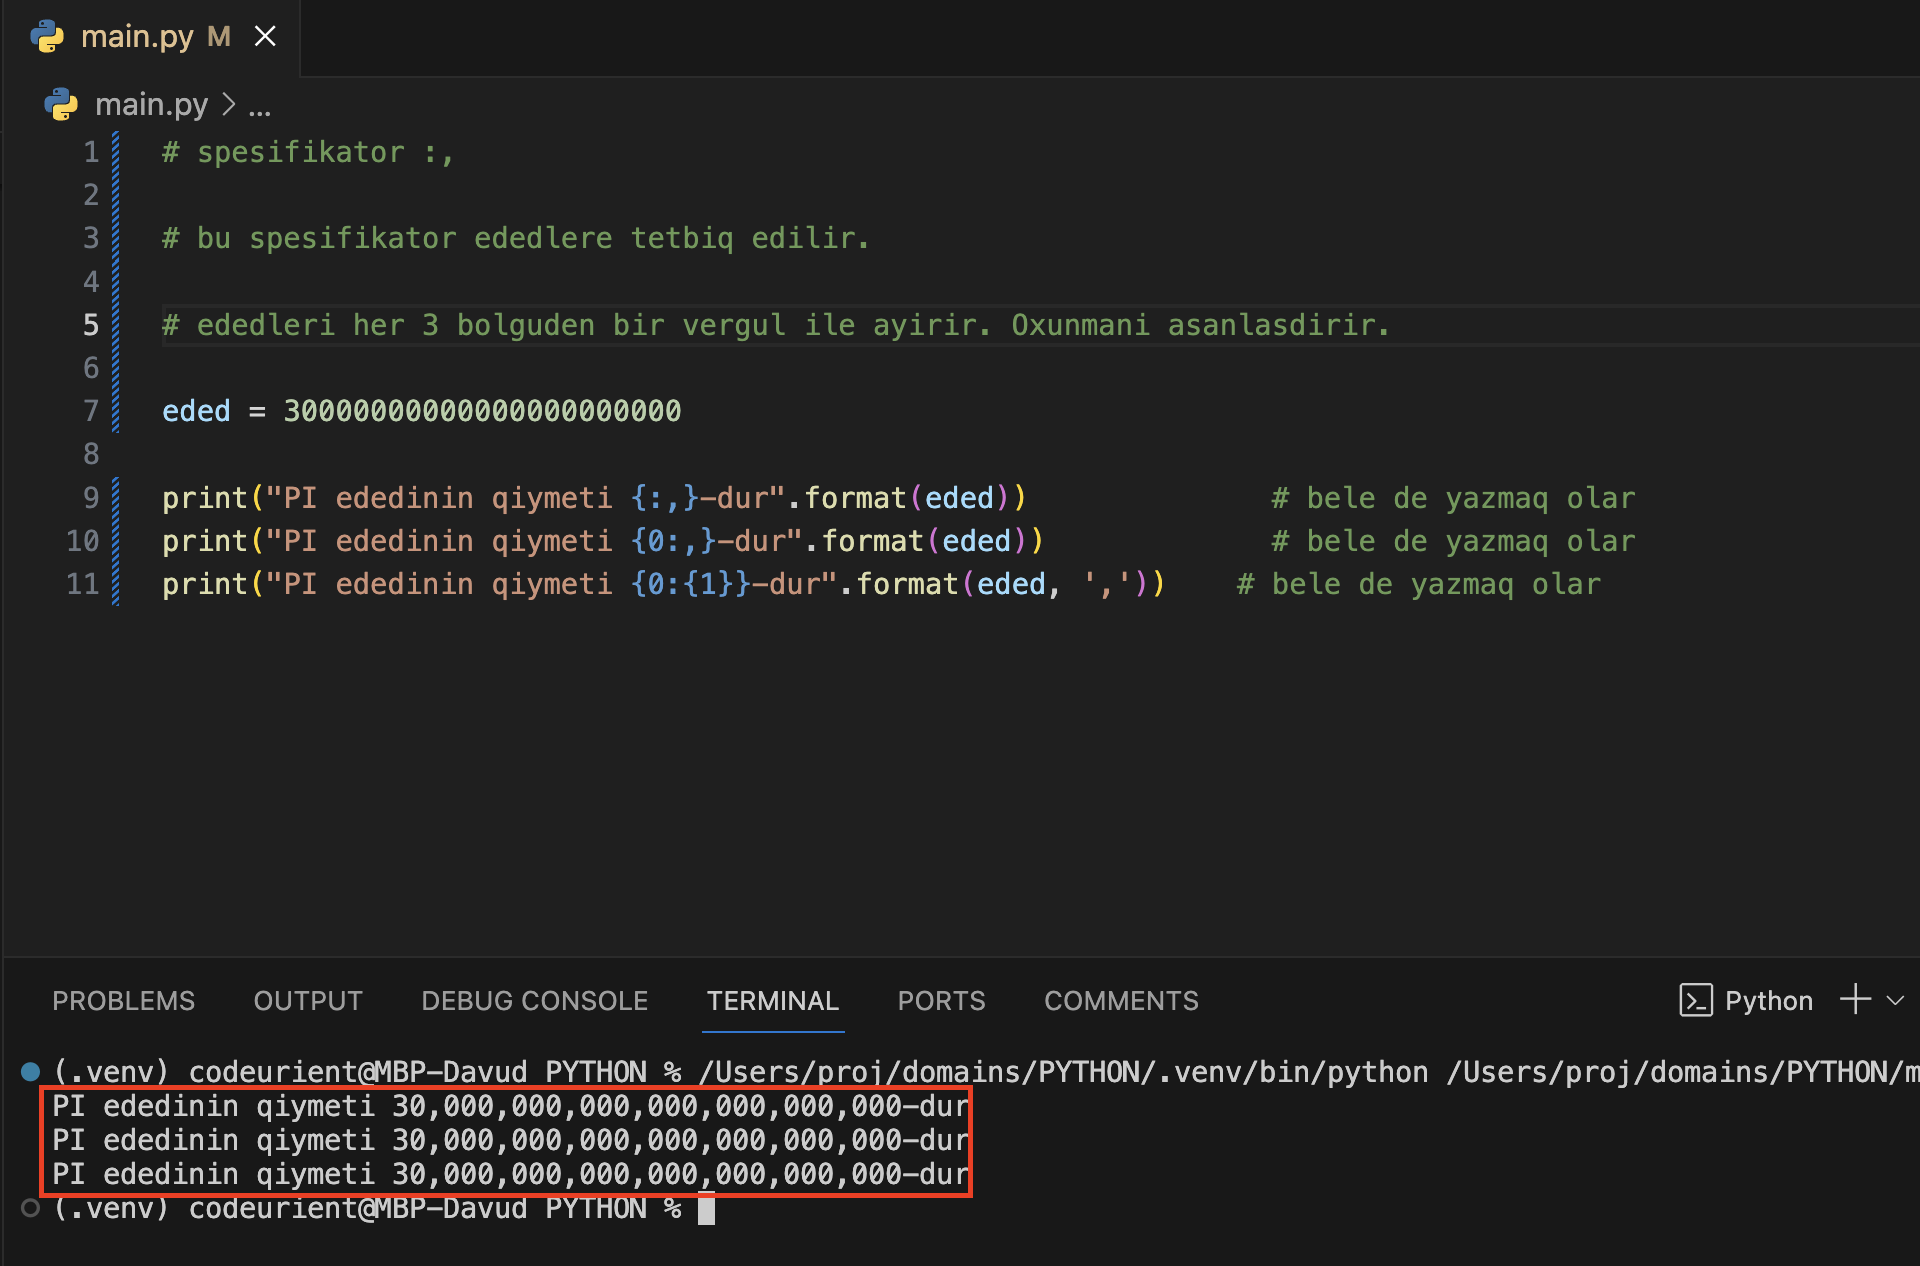 main.py M
main.py > ...
1 # spesifikator :,
2
3 # bu spesifikator ededlere tetbiq edilir.
4
5 # ededleri her 3 bolguden bir vergul ile ayirir. Oxunmani asanlasdirir.
6
7 eded = 30000000000000000000000
8
9 print("PI ededinin qiymeti {:,}-dur".format(eded)) # bele de yazmaq olar
10 print("PI ededinin qiymeti {0:,}-dur".format(eded)) # bele de yazmaq olar
11 print("PI ededinin qiymeti {0:{1}}-dur".format(eded, ',')) # bele de yazmaq olar
PROBLEMS OUTPUT DEBUG CONSOLE TERMINAL PORTS COMMENTS Python
(.venv) codeurient@MBP-Davud PYTHON % /Users/proj/domains/PYTHON/.venv/bin/python /Users/proj/domains/PYTHON/m
PI ededinin qiymeti 30,000,000,000,000,000,000,000-dur
PI ededinin qiymeti 30,000,000,000,000,000,000,000-dur
PI ededinin qiymeti 30,000,000,000,000,000,000,000-dur
(.venv) codeurient@MBP-Davud PYTHON %